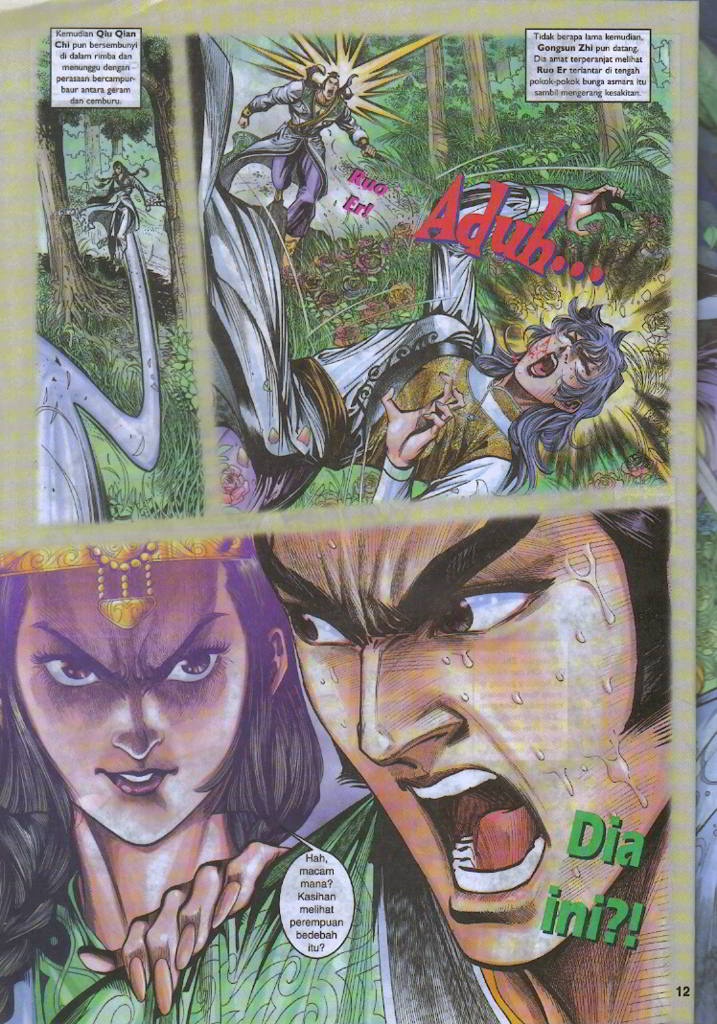 Kemudian Qiu Qian
Chi pun bersembunyi
di dalam rimba dan
menunggu dengan
perasaan bercampur-
baur antara geram
dan cemburu.
Tidak berapa lama kemudian,
Gongsun Zhi pun datang.
Dia amat terperanjat melihat
Ruo Er terlantar di tengah
pokok-pokok bunga asmara itu
sambil mengerang kesakitan.
Ruo
Er!
Aduh...
Hah,
macam
mana?
Kasihan
melihat
perempuan
bedebah
itu?
Dia
ini?!
12